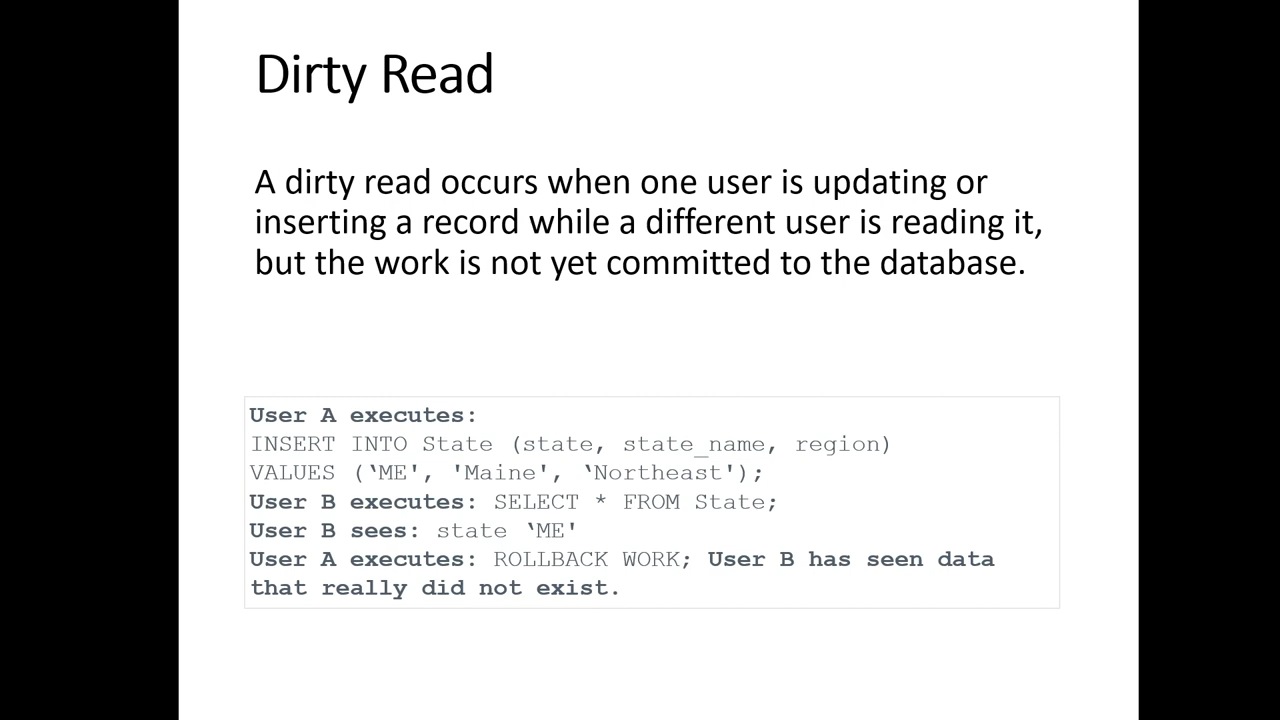 Dirty Read
A dirty read occurs when one user is updating or
inserting a record while a different user is reading it,
but the work is not yet committed to the database.
User A executes:
INSERT INTO State (state, state_name, region)
VALUES (‘ME', 'Maine', ‘Northeast');
User B executes: SELECT * FROM State;
User B sees: state ‘ME'
User A executes: ROLLBACK WORK; User B has seen data
that really did not exist.